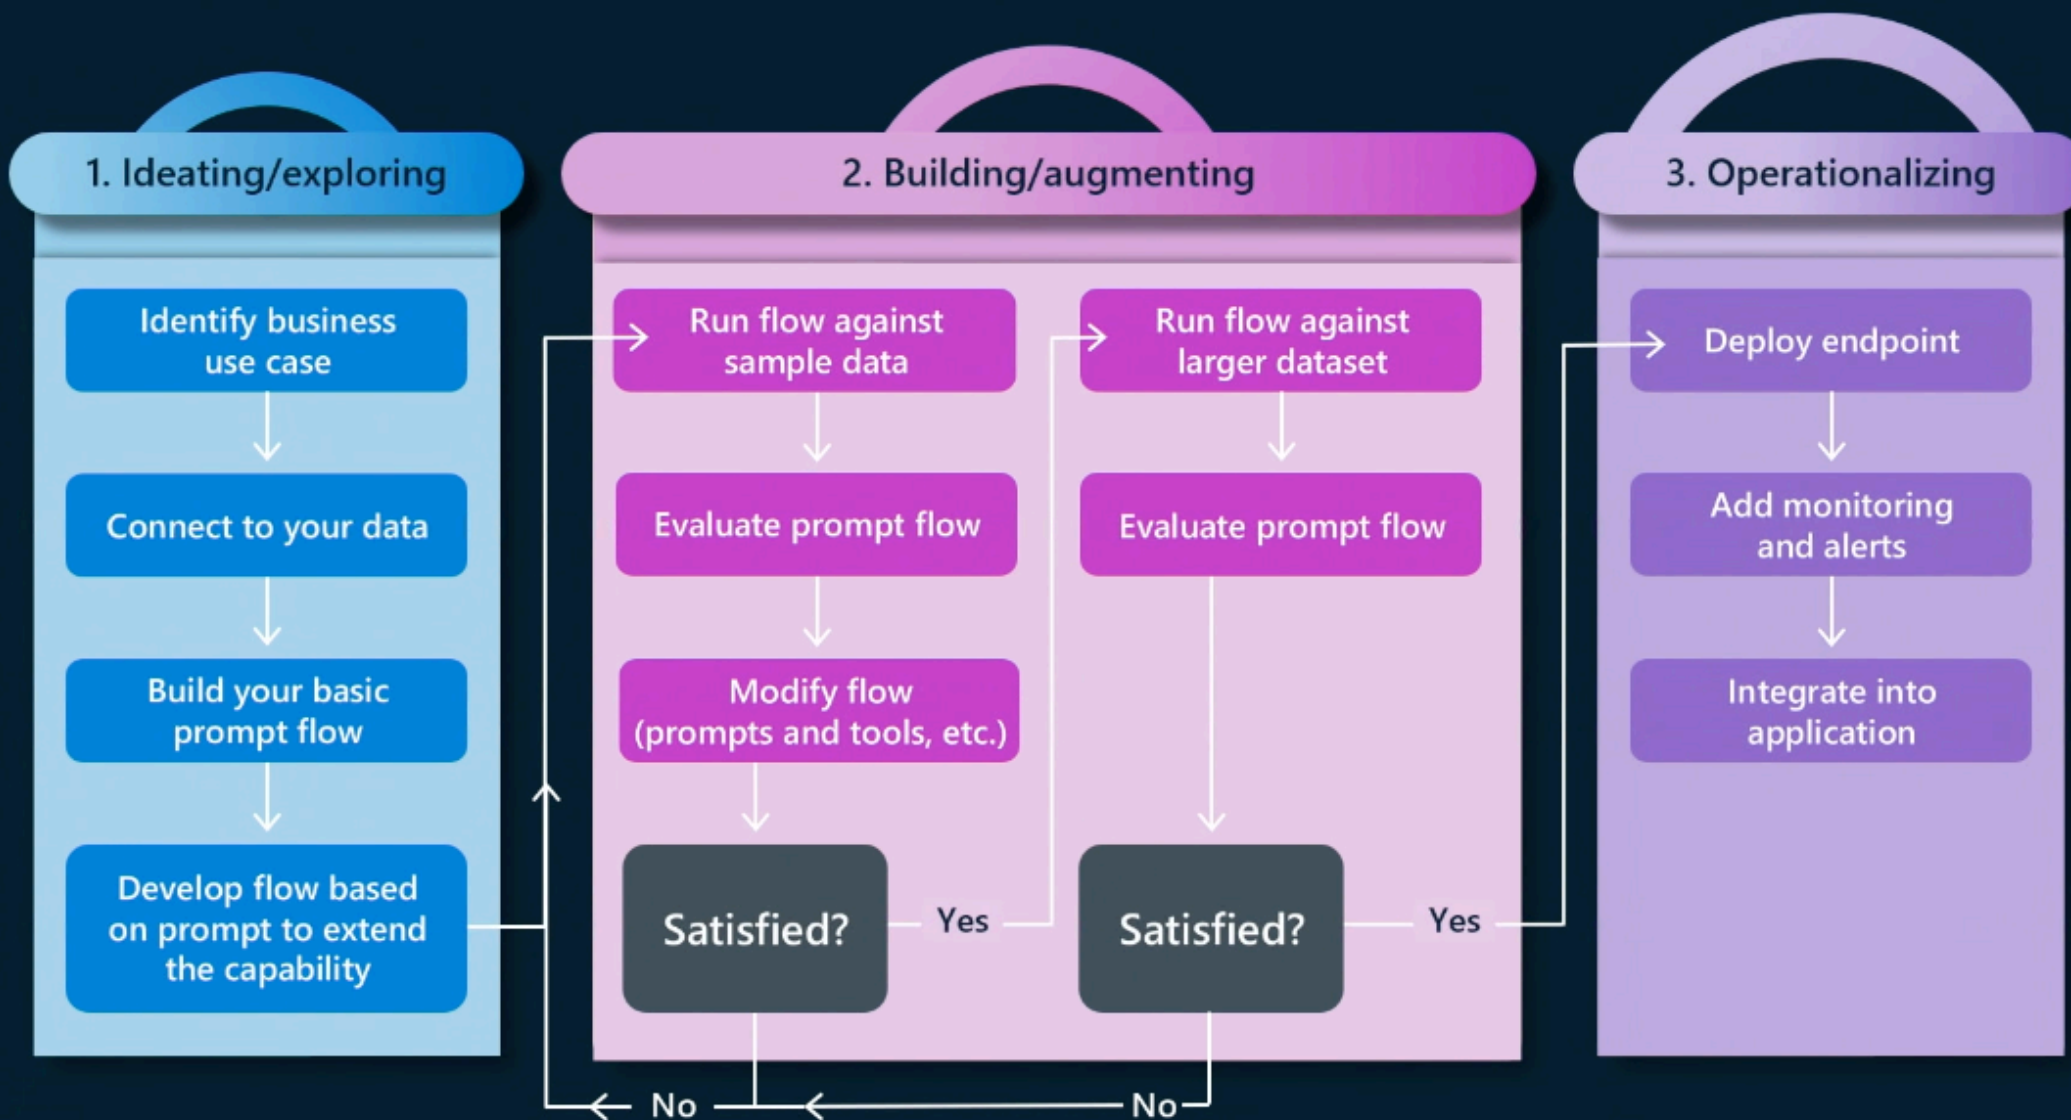 1. Ideating/exploring
Identify business
use case
Connect to your data
Build your basic
prompt flow
Develop flow based
on prompt to extend
the capability
2. Building/augmenting
Run flow against
sample data
Evaluate prompt flow
Modify flow
(prompts and tools, etc.)
Satisfied?
Yes
No
Run flow against
larger dataset
Evaluate prompt flow
Satisfied?
Yes
No
3. Operationalizing
Deploy endpoint
Add monitoring
and alerts
Integrate into
application